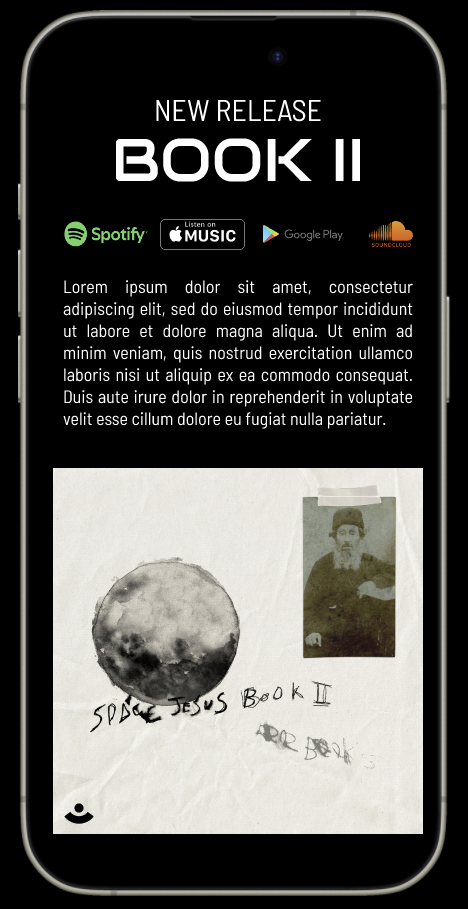 NEW RELEASE
BOOK II
Spotify
Listen on
MUSIC
Google Play
SOUNDCLOUD
Lorem ipsum dolor sit amet, consectetur
adipiscing elit, sed do eiusmod tempor incididunt
ut labore et dolore magna aliqua. Ut enim ad
minim veniam, quis nostrud exercitation ullamco
laboris nisi ut aliquip ex ea commodo consequat.
Duis aute irure dolor in reprehenderit in voluptate
velit esse cillum dolore eu fugiat nulla pariatur.
SPACE JESUS BOOK II